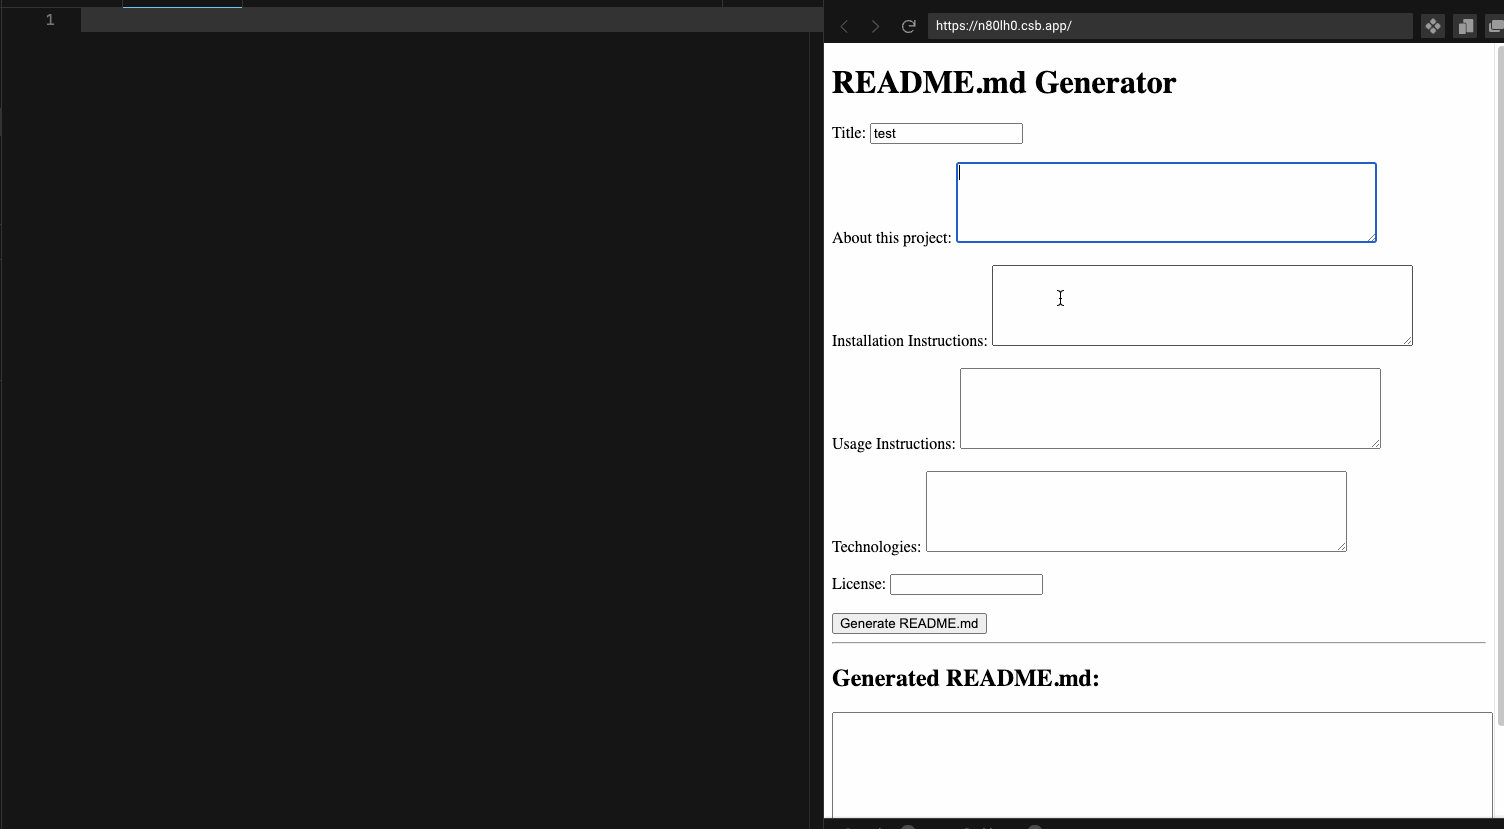 1
https://n80lh0.csb.app/
README.md Generator
Title: test
About this project:
Installation Instructions:
Usage Instructions:
Technologies:
License:
Generate README.md
Generated README.md: